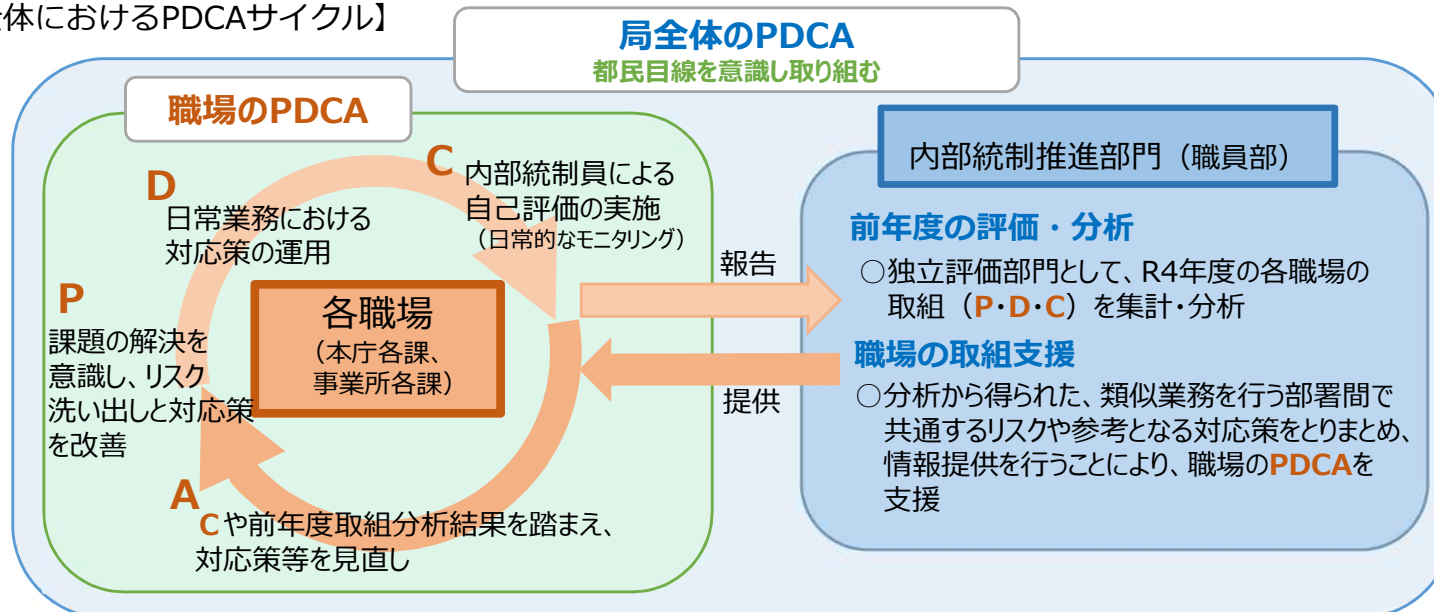 体におけるPDCAサイクル】
局全体のPDCA
都民目線を意識し取り組む
職場のPDCA
P
課題の解決を
意識し、リスク
洗い出しと対応策
を改善
D
日常業務における
対応策の運用
C
内部統制員による
自己評価の実施
（日常的なモニタリング）
A
Cや前年度取組分析結果を踏まえ、
対応策等を見直し
各職場
（本庁各課、
事業所各課）
報告
提供
内部統制推進部門（職員部）
前年度の評価・分析
○独立評価部門として、R4年度の各職場の
取組（P・D・C）を集計・分析
職場の取組支援
○分析から得られた、類似業務を行う部署間で
共通するリスクや参考となる対応策をとりまとめ、
情報提供を行うことにより、職場のPDCAを
支援